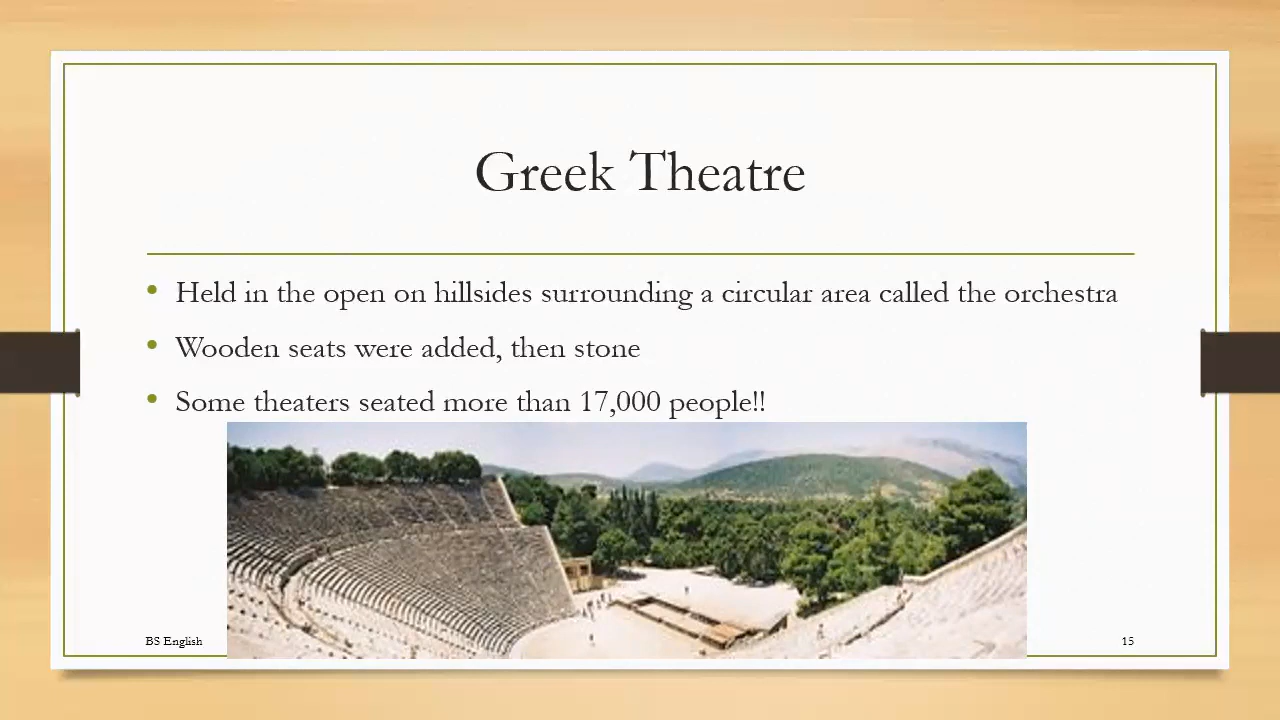 Greek Theatre
• Held in the open on hillsides surrounding a circular area called the orchestra
• Wooden seats were added, then stone
• Some theaters seated more than 17,000 people!!
BS English
15